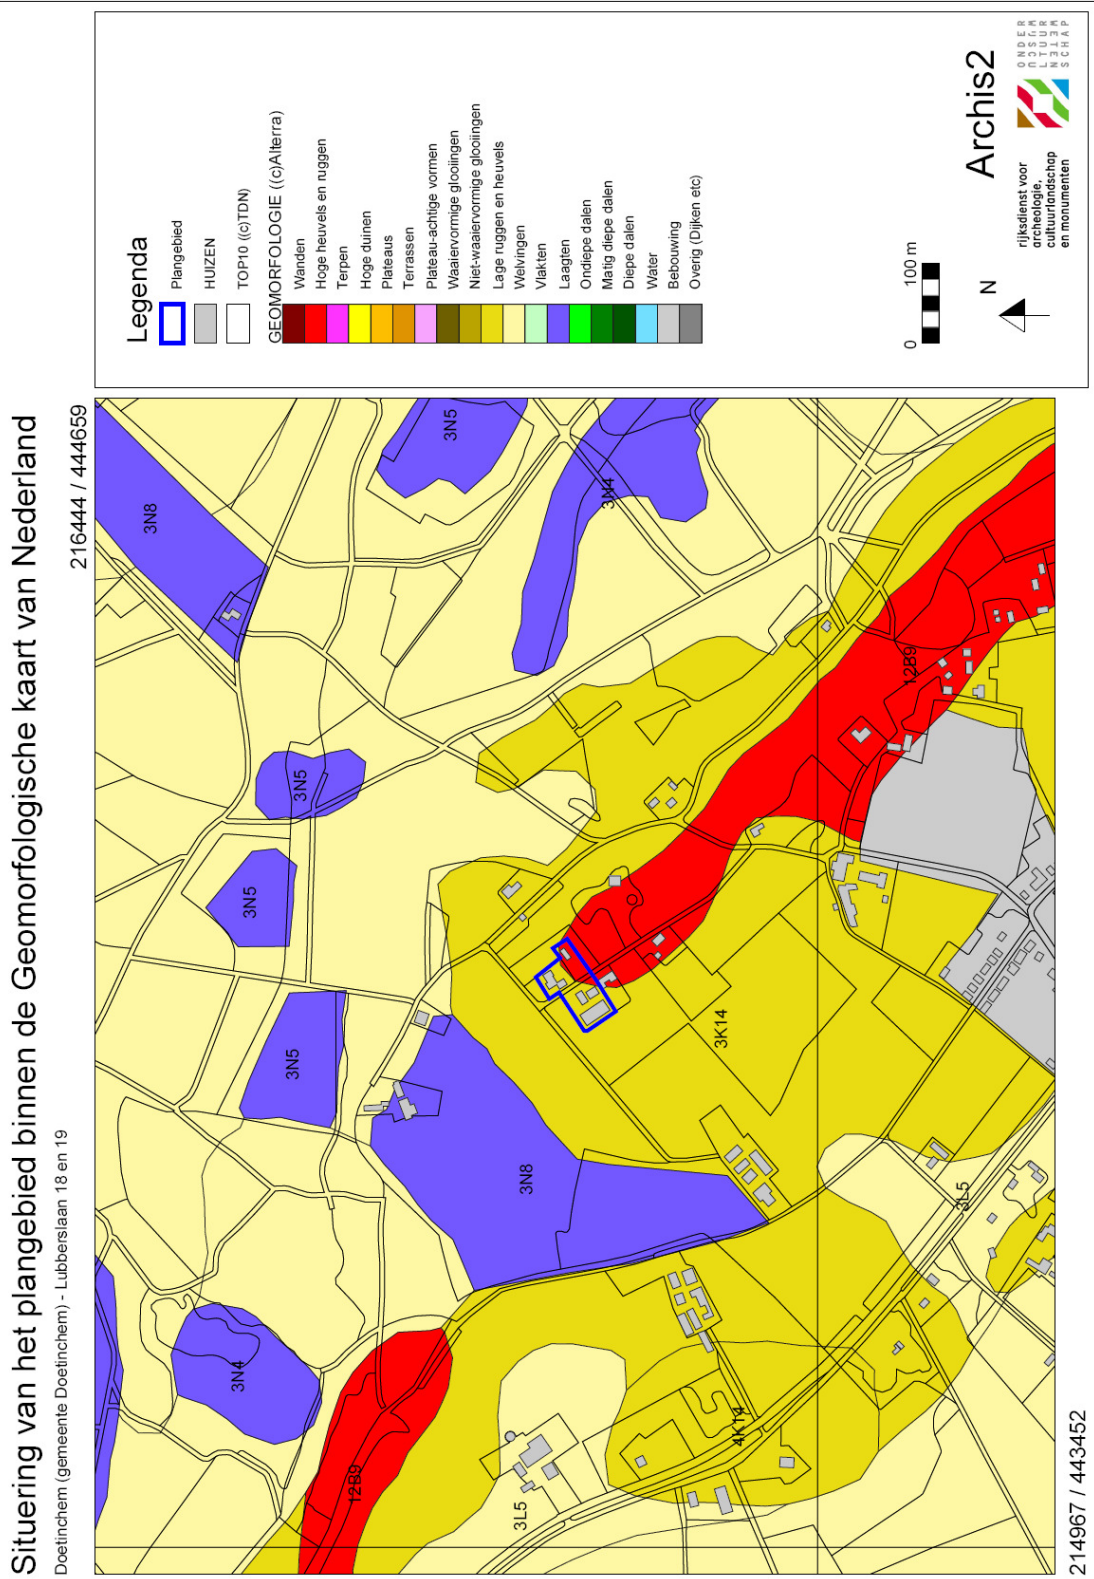 Situering van het plangebied binnen de Geomorfologische kaart van Nederland
Doetinchem (gemeente Doetinchem) - Lubberslaan 18 en 19
216444 / 444659
3N8
3N5
3N4
3N5
3N5
3N5
3N4
3N8
12B9
12B9
3K14
3L5
3L5
4K14
214967 / 443452
Legenda
Plangebied
HUIZEN
TOP10 ((c)TDN)
GEOMORFOLOGIE ((c)Alterra)
Wanden
Hoge heuvels en ruggen
Terpen
Hoge duinen
Plateaus
Terrassen
Plateau-achtige vormen
Waaiervormige glooiingen
Niet-waaiervormige glooiingen
Lage ruggen en heuvels
Welvingen
Vlakten
Laagten
Ondiepe dalen
Matig diepe dalen
Diepe dalen
Water
Bebouwing
Overig (Dijken etc)
0
100 m
N
Archis2
rijksdienst voor
archeologie,
cultuurlandschap
en monumenten
ONDER
LTUUR
METEN
SCHAP